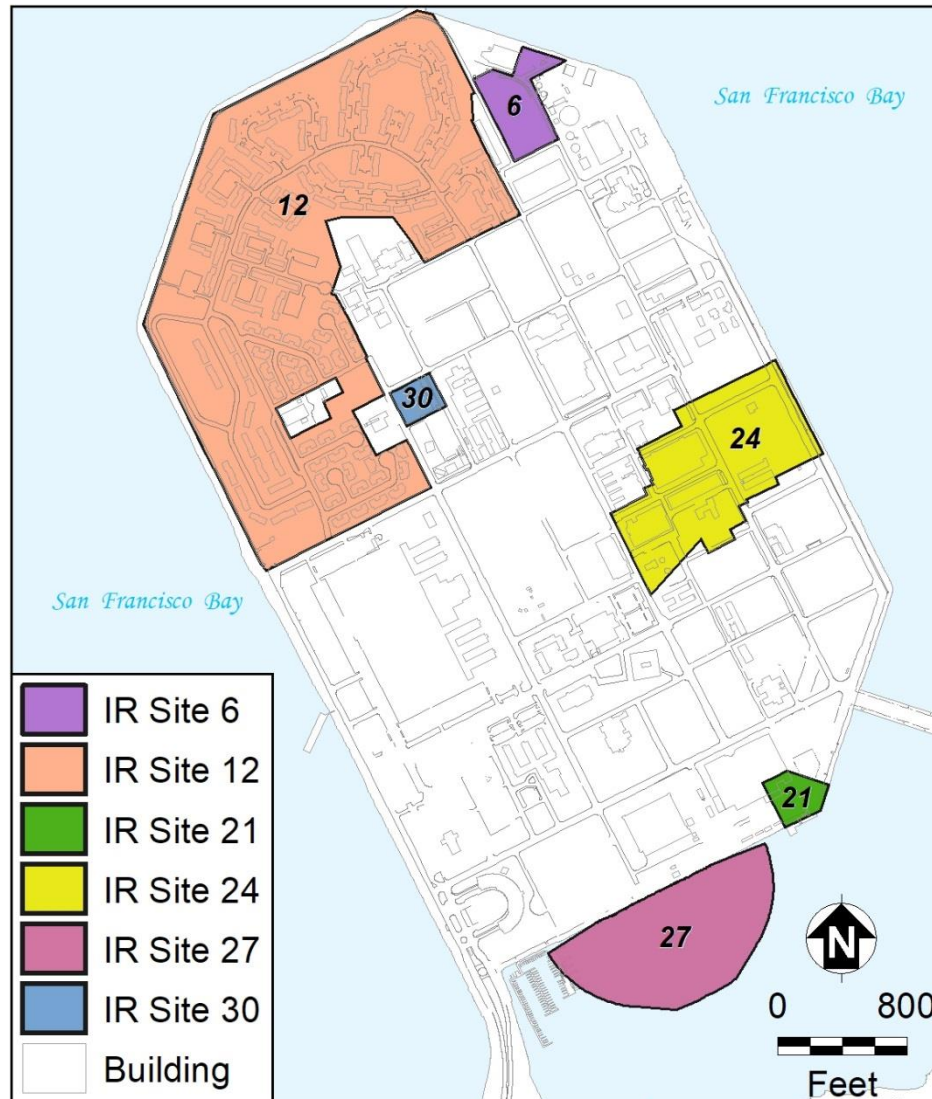 6
San Francisco Bay
12
30
24
San Francisco Bay
IR Site 6
IR Site 12
IR Site 21
IR Site 24
IR Site 27
IR Site 30
Building
21
27
N
0 800
Feet